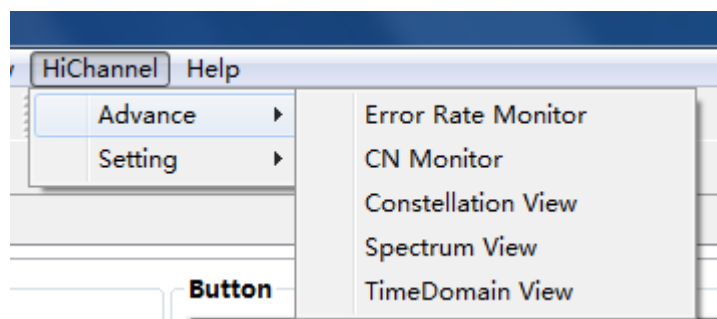 HiChannel Help
Advance Error Rate Monitor
Setting CN Monitor
Constellation View
Spectrum View
Button TimeDomain View